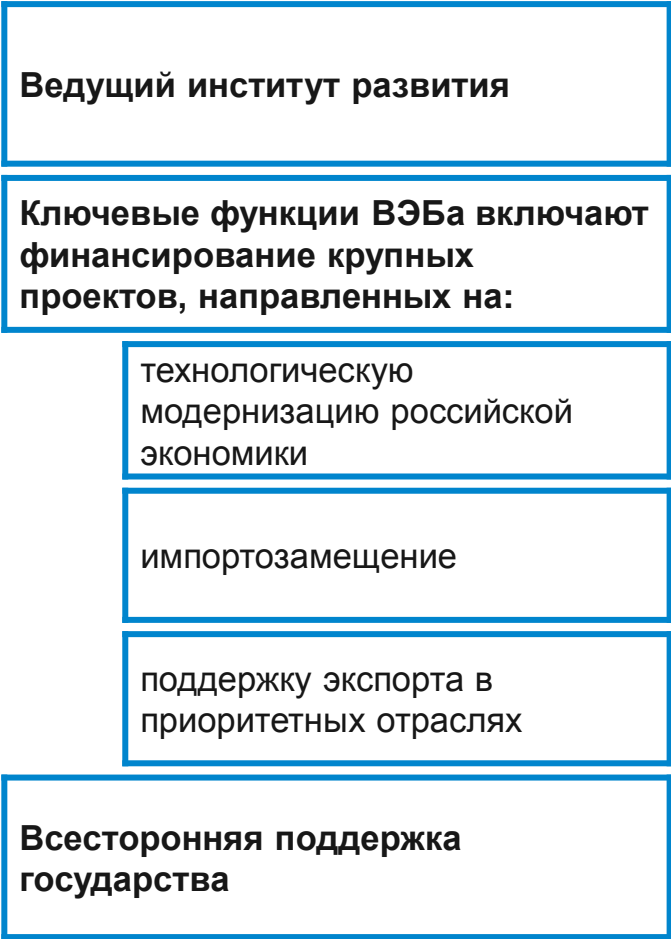 Ведущий институт развития
Ключевые функции ВЭБа включают
финансирование крупных
проектов, направленных на:
технологическую
модернизацию российской
экономики
импортозамещение
поддержку экспорта в
приоритетных отраслях
Всесторонняя поддержка
государства